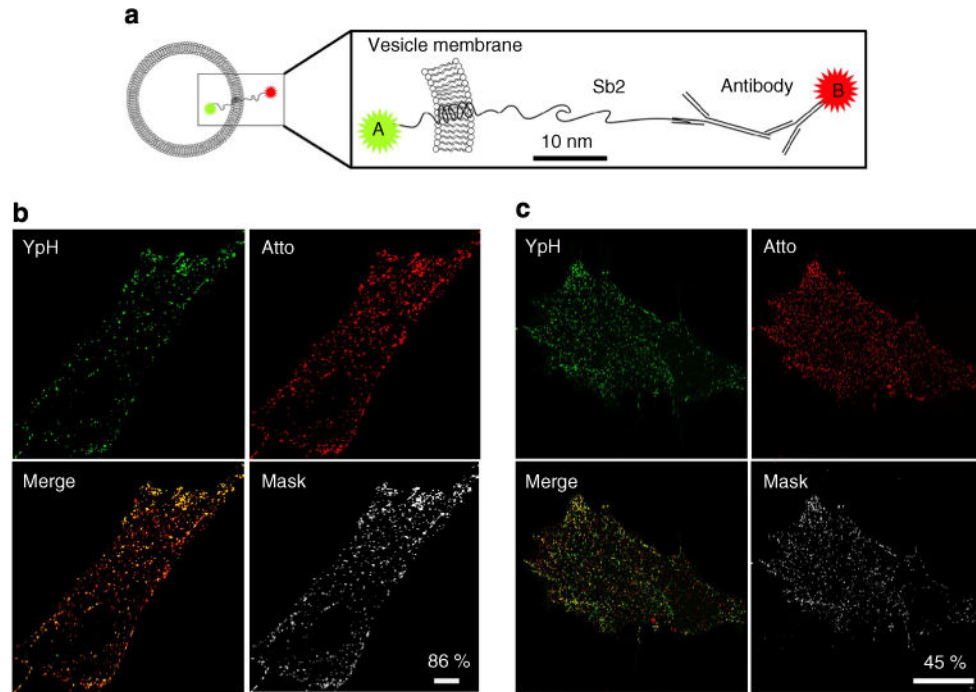 a
Vesicle membrane
Sb2
Antibody
B
A
10 nm
b
c
YpH
Atto
YpH
Atto
Merge
Mask
Merge
Mask
86 %
45 %